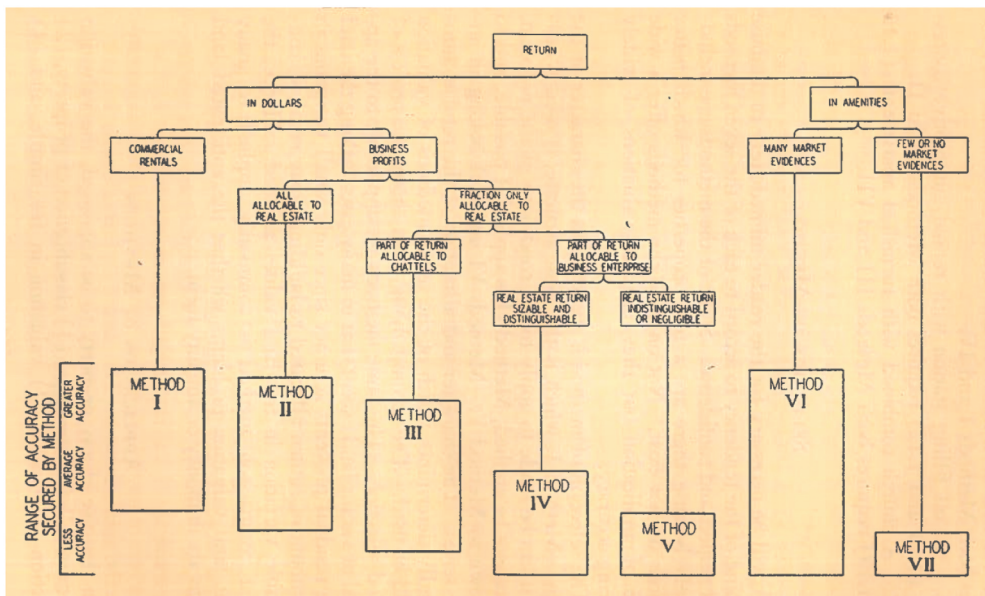 RETURN
IN DOLLARS
IN AMENITIES
COMMERCIAL
RENTALS
BUSINESS
PROFITS
MANY MARKET
EVIDENCES
FEW OR NO
MARKET
EVIDENCES
ALL
ALLOCABLE TO
REAL ESTATE
FRACTION ONLY
ALLOCABLE TO
REAL ESTATE
PART OF RETURN
ALLOCABLE TO
CHATTELS
PART OF RETURN
ALLOCABLE TO
BUSINESS ENTERPRISE
REAL ESTATE RETURN
SIZABLE AND
DISTINGUISHABLE
REAL ESTATE RETURN
INDISTINGUISHABLE
OR NEGLIGIBLE
RANGE OF ACCURACY
SECURED BY METHOD
GREATER
ACCURACY
AVERAGE
ACCURACY
LESS
ACCURACY
METHOD
I
METHOD
II
METHOD
III
METHOD
IV
METHOD
V
METHOD
VI
METHOD
VII